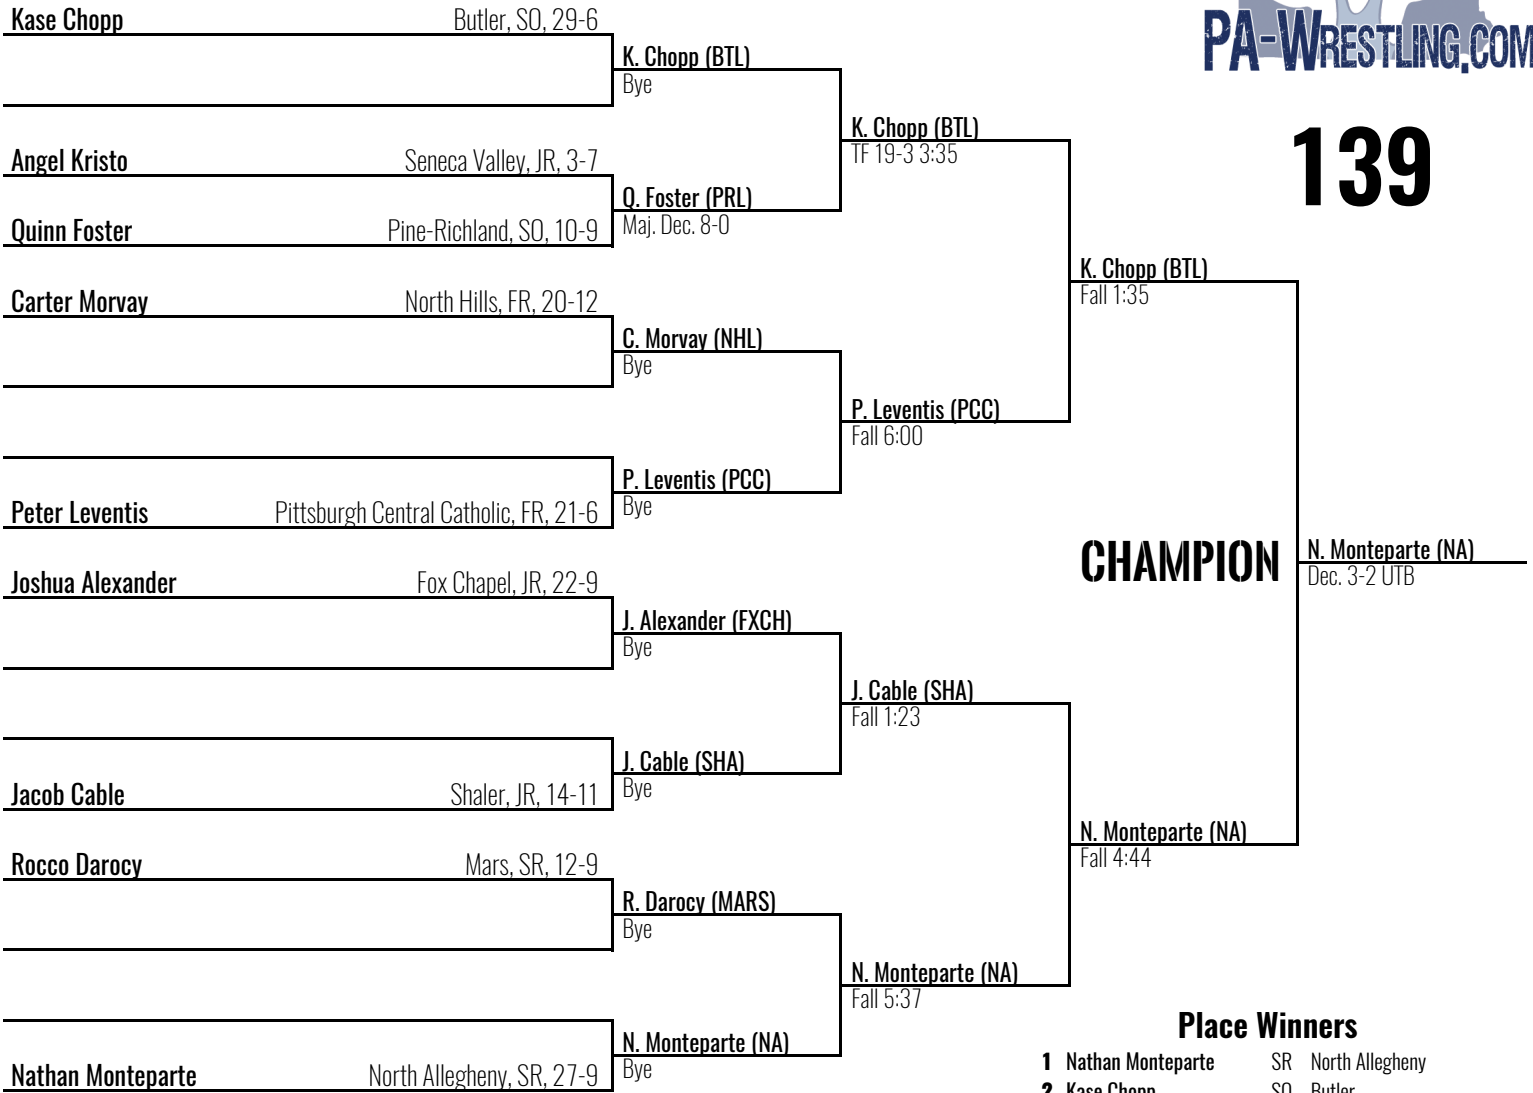 PA-WRESTLING.COM
139
Kase Chopp Butler, SO, 29-6
K. Chopp (BTL)
Bye
K. Chopp (BTL)
TF 19-3 3:35
Angel Kristo Seneca Valley, JR, 3-7
Q. Foster (PRL)
Maj. Dec. 8-0
Quinn Foster Pine-Richland, SO, 10-9
K. Chopp (BTL)
Fall 1:35
Carter Morvay North Hills, FR, 20-12
C. Morvay (NHL)
Bye
P. Leventis (PCC)
Fall 6:00
P. Leventis (PCC)
Bye
Peter Leventis Pittsburgh Central Catholic, FR, 21-6
CHAMPION
N. Monteparte (NA)
Dec. 3-2 UTB
Joshua Alexander Fox Chapel, JR, 22-9
J. Alexander (FXCH)
Bye
J. Cable (SHA)
Fall 1:23
J. Cable (SHA)
Bye
Jacob Cable Shaler, JR, 14-11
N. Monteparte (NA)
Fall 4:44
Rocco Darocy Mars, SR, 12-9
R. Darocy (MARS)
Bye
N. Monteparte (NA)
Fall 5:37
N. Monteparte (NA)
Bye
Nathan Monteparte North Allegheny, SR, 27-9
Place Winners
1 Nathan Monteparte SR North Allegheny
2 Kase Chopp SO Butler